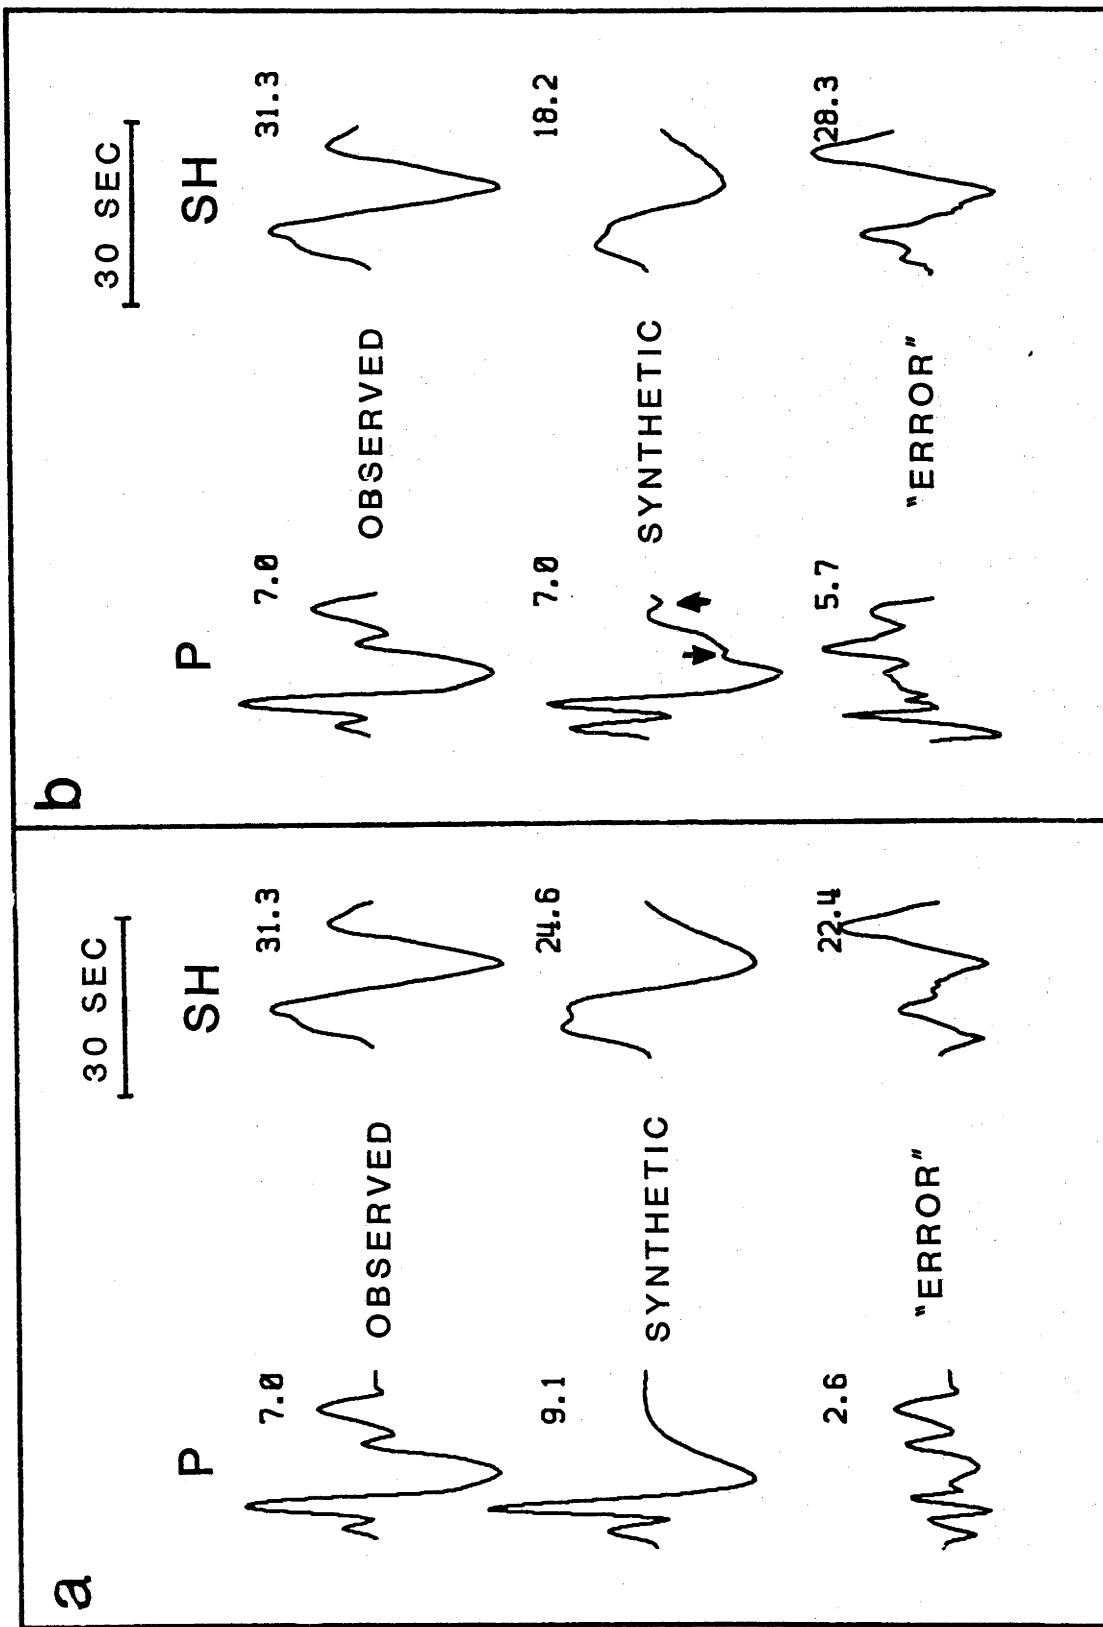 a
30 SEC
P
SH
7.0
31.3
OBSERVED
9.1
24.6
SYNTHETIC
2.6
22.4
"ERROR"
b
30 SEC
P
SH
7.0
31.3
OBSERVED
7.0
18.2
SYNTHETIC
5.7
28.3
"ERROR"